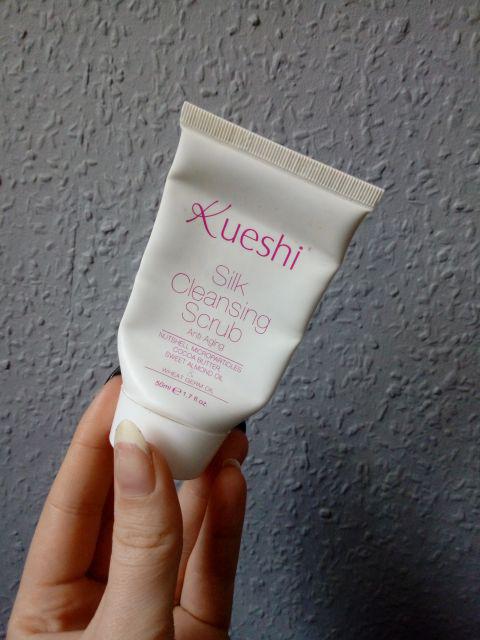 Kueshi
Silk
Cleansing
Scrub
Anti Aging
NUTSHELL MICROPARTICLES
COCOA BUTTER
SWEET ALMOND OIL
&
WHEAT GERM OIL
50ml ℮ 1.7 fl.oz.